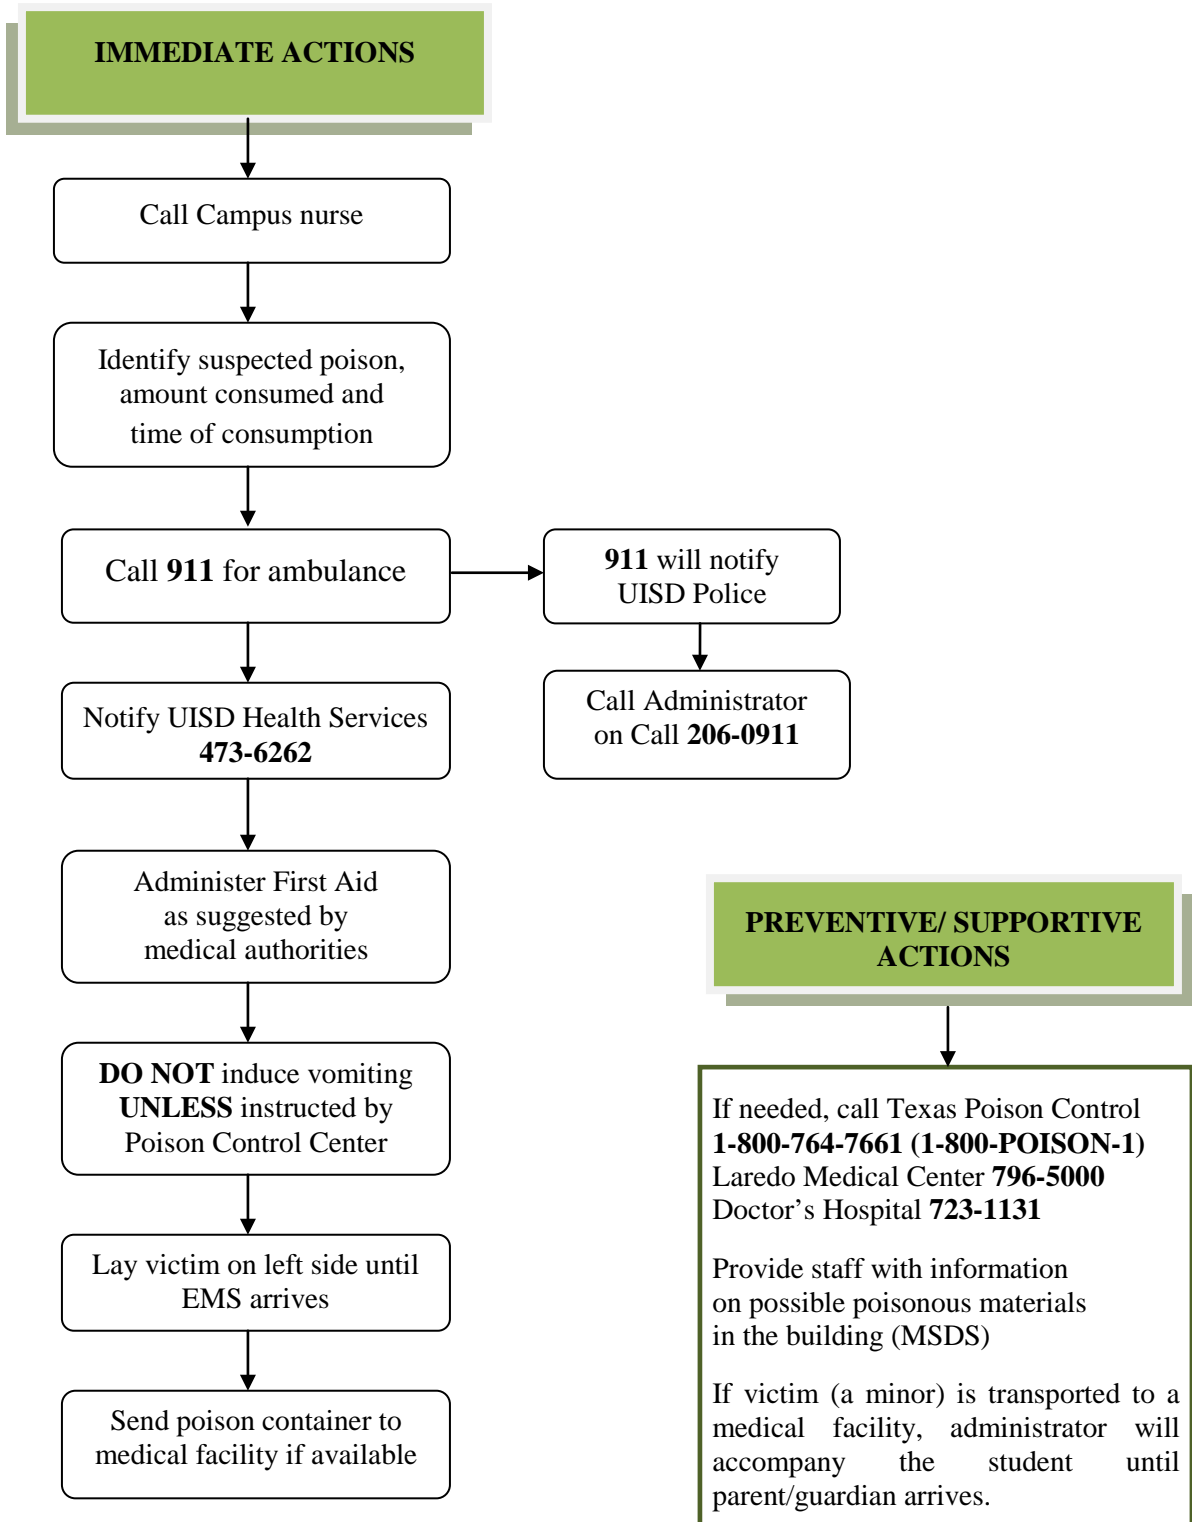 IMMEDIATE ACTIONS
Call Campus nurse
Identify suspected poison,
amount consumed and
time of consumption
Call 911 for ambulance
911 will notify
UISD Police
Call Administrator
on Call 206-0911
Notify UISD Health Services
473-6262
Administer First Aid
as suggested by
medical authorities
DO NOT induce vomiting
UNLESS instructed by
Poison Control Center
Lay victim on left side until
EMS arrives
Send poison container to
medical facility if available
PREVENTIVE/ SUPPORTIVE
ACTIONS
If needed, call Texas Poison Control
1-800-764-7661 (1-800-POISON-1)
Laredo Medical Center 796-5000
Doctor’s Hospital 723-1131
Provide staff with information
on possible poisonous materials
in the building (MSDS)
If victim (a minor) is transported to a
medical facility, administrator will
accompany the student until
parent/guardian arrives.